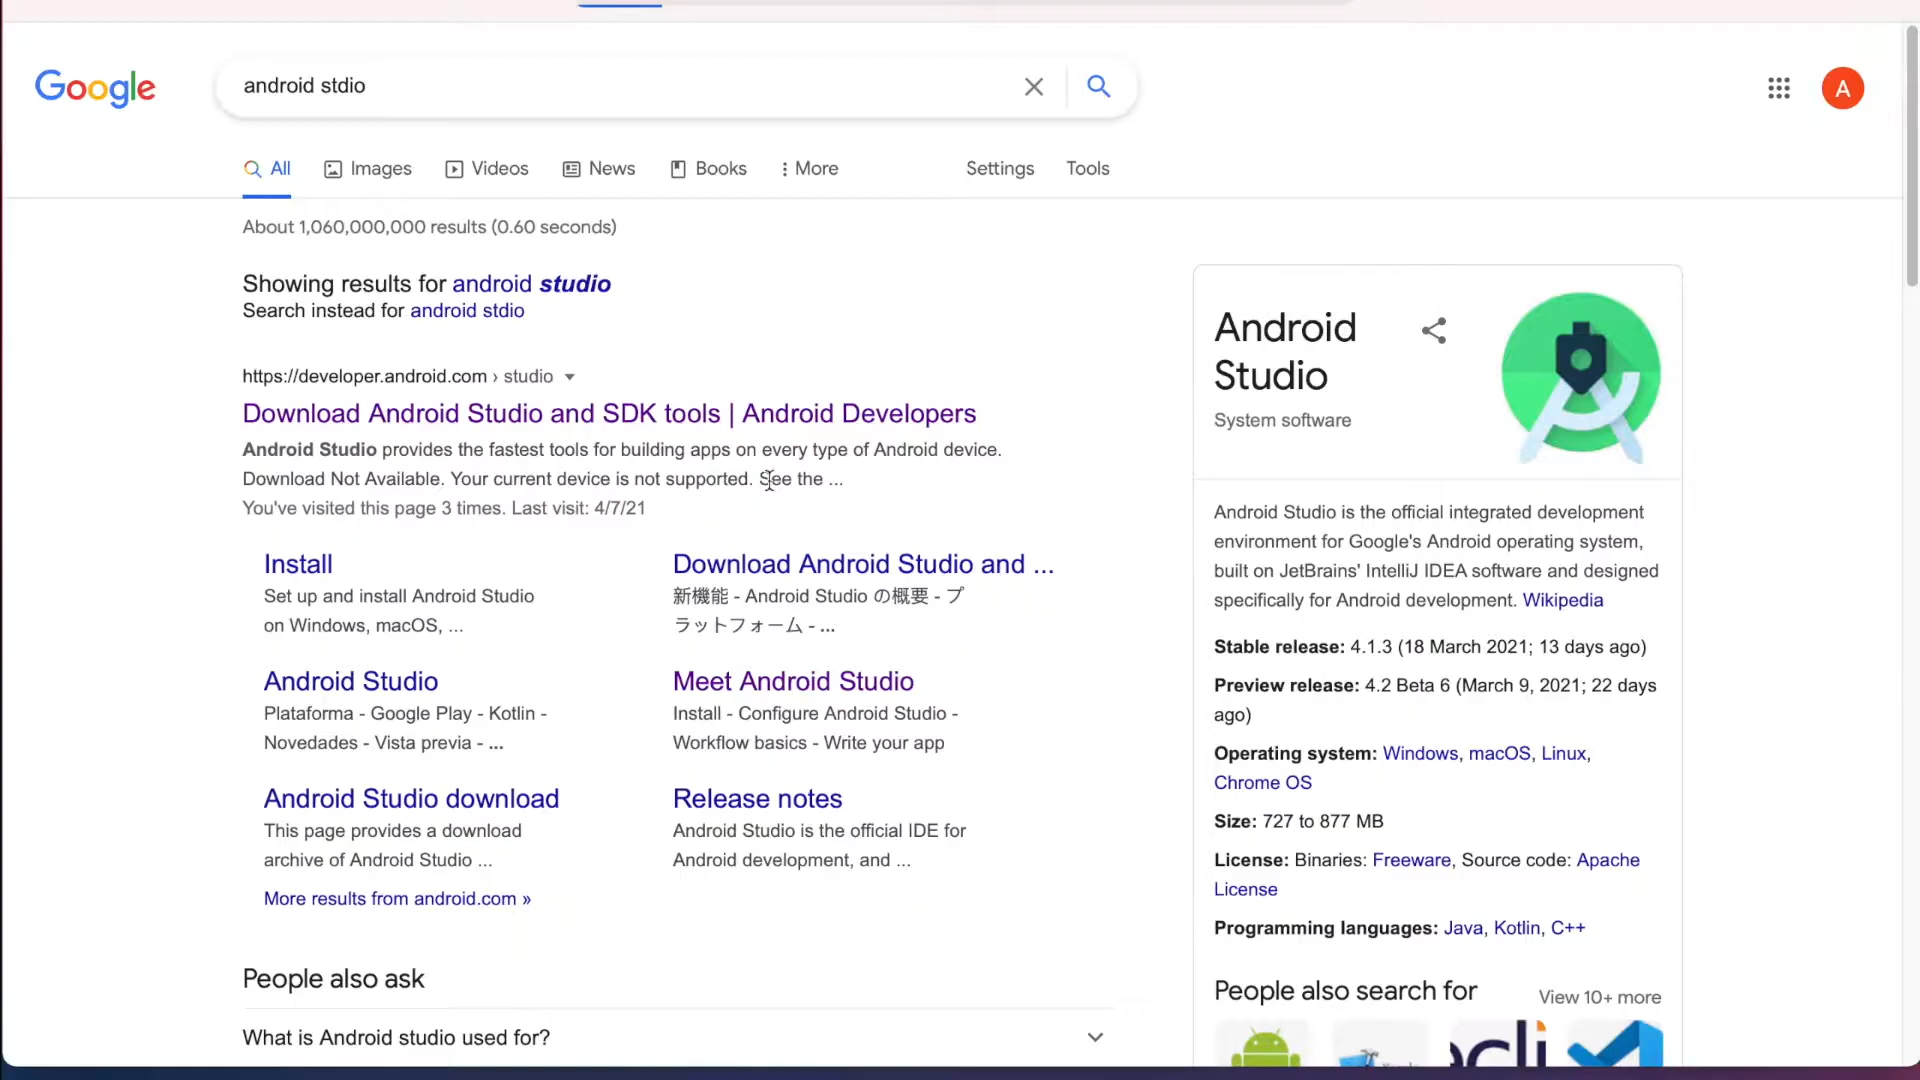 Google
android stdio
A
All
Images
Videos
News
Books
More
Settings
Tools
About 1,060,000,000 results (0.60 seconds)
Showing results for android studio
Search instead for android stdio
https://developer.android.com › studio
Download Android Studio and SDK tools | Android Developers
Android Studio provides the fastest tools for building apps on every type of Android device.
Download Not Available. Your current device is not supported. See the ...
You've visited this page 3 times. Last visit: 4/7/21
Install
Set up and install Android Studio
on Windows, macOS, ...
Download Android Studio and ...
新機能 - Android Studio の概要 - プ
ラットフォーム - ...
Android Studio
Plataforma - Google Play - Kotlin -
Novedades - Vista previa - ...
Meet Android Studio
Install - Configure Android Studio -
Workflow basics - Write your app
Android Studio download
This page provides a download
archive of Android Studio ...
Release notes
Android Studio is the official IDE for
Android development, and ...
More results from android.com »
People also ask
What is Android studio used for?
Android
Studio
System software
Android Studio is the official integrated development
environment for Google's Android operating system,
built on JetBrains' IntelliJ IDEA software and designed
specifically for Android development. Wikipedia
Stable release: 4.1.3 (18 March 2021; 13 days ago)
Preview release: 4.2 Beta 6 (March 9, 2021; 22 days
ago)
Operating system: Windows, macOS, Linux,
Chrome OS
Size: 727 to 877 MB
License: Binaries: Freeware, Source code: Apache
License
Programming languages: Java, Kotlin, C++
People also search for
View 10+ more